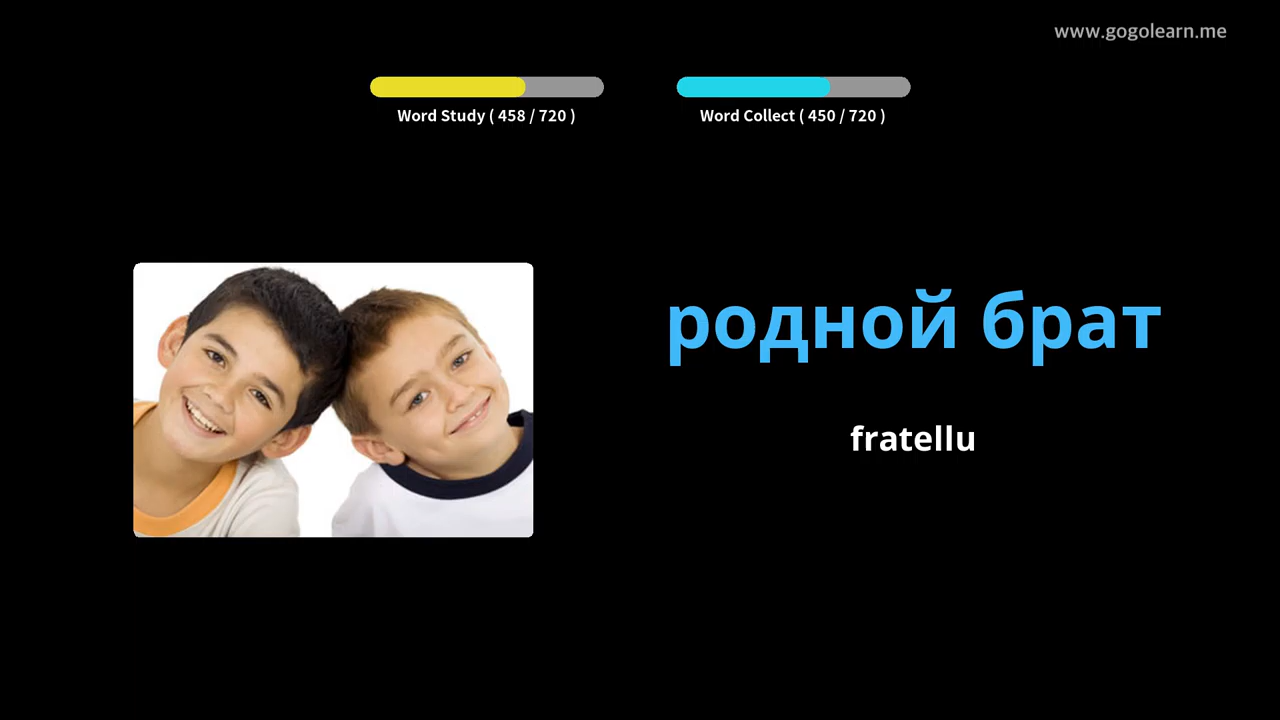 www.gogolearn.me
Word Study ( 458 / 720 )
Word Collect ( 450 / 720 )
родной брат
fratellu